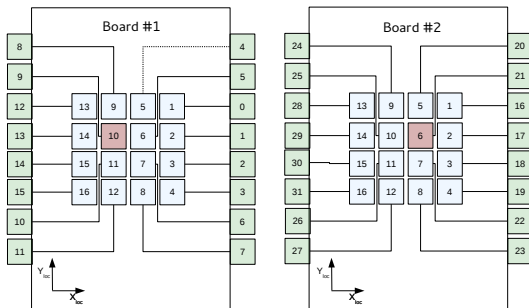 Board #1 Board #2
8 4 24 20
9 5 25 21
12 13 9 5 1 0 28 13 9 5 1 16
13 14 10 6 2 1 29 14 10 6 2 17
14 15 11 7 3 2 30 15 11 7 3 18
15 16 12 8 4 3 31 16 12 8 4 19
10 6 26 22
11 7 27 23
Y loc Y loc
X loc X loc